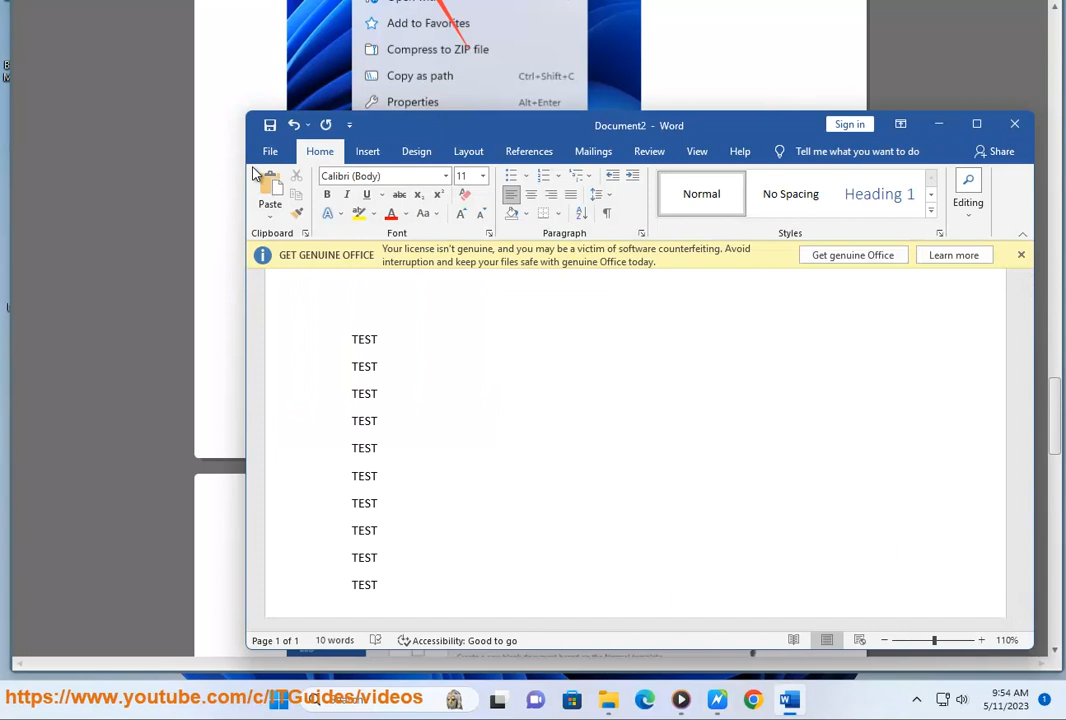 Add to Favorites
Compress to ZIP file
Copy as path Ctrl+Shift+C
Properties Alt+Enter
Document2 - Word Sign in
File Home Insert Design Layout References Mailings Review View Help Tell me what you want to do Share
Calibri (Body) 11
Paste
Normal No Spacing Heading 1
Editing
Clipboard Font Paragraph Styles
GET GENUINE OFFICE Your license isn't genuine, and you may be a victim of software counterfeiting. Avoid
interruption and keep your files safe with genuine Office today.
Get genuine Office Learn more
TEST
TEST
TEST
TEST
TEST
TEST
TEST
TEST
TEST
TEST
Page 1 of 1 10 words Accessibility: Good to go 110%
https://www.youtube.com/c/ITGuides/videos
9:54 AM
5/11/2023